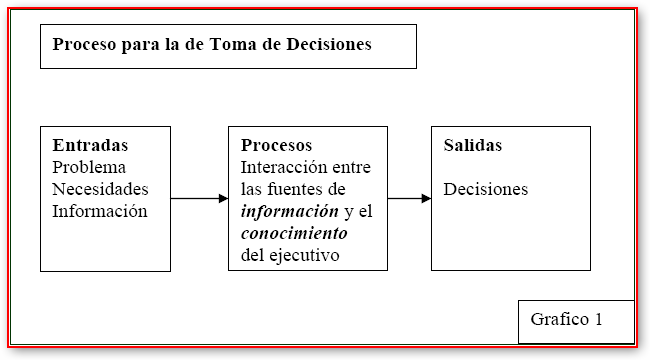 Proceso para la de Toma de Decisiones
Entradas
Problema
Necesidades
Información
Procesos
Interacción entre
las fuentes de
información y el
conocimiento
del ejecutivo
Salidas
Decisiones
Grafico 1